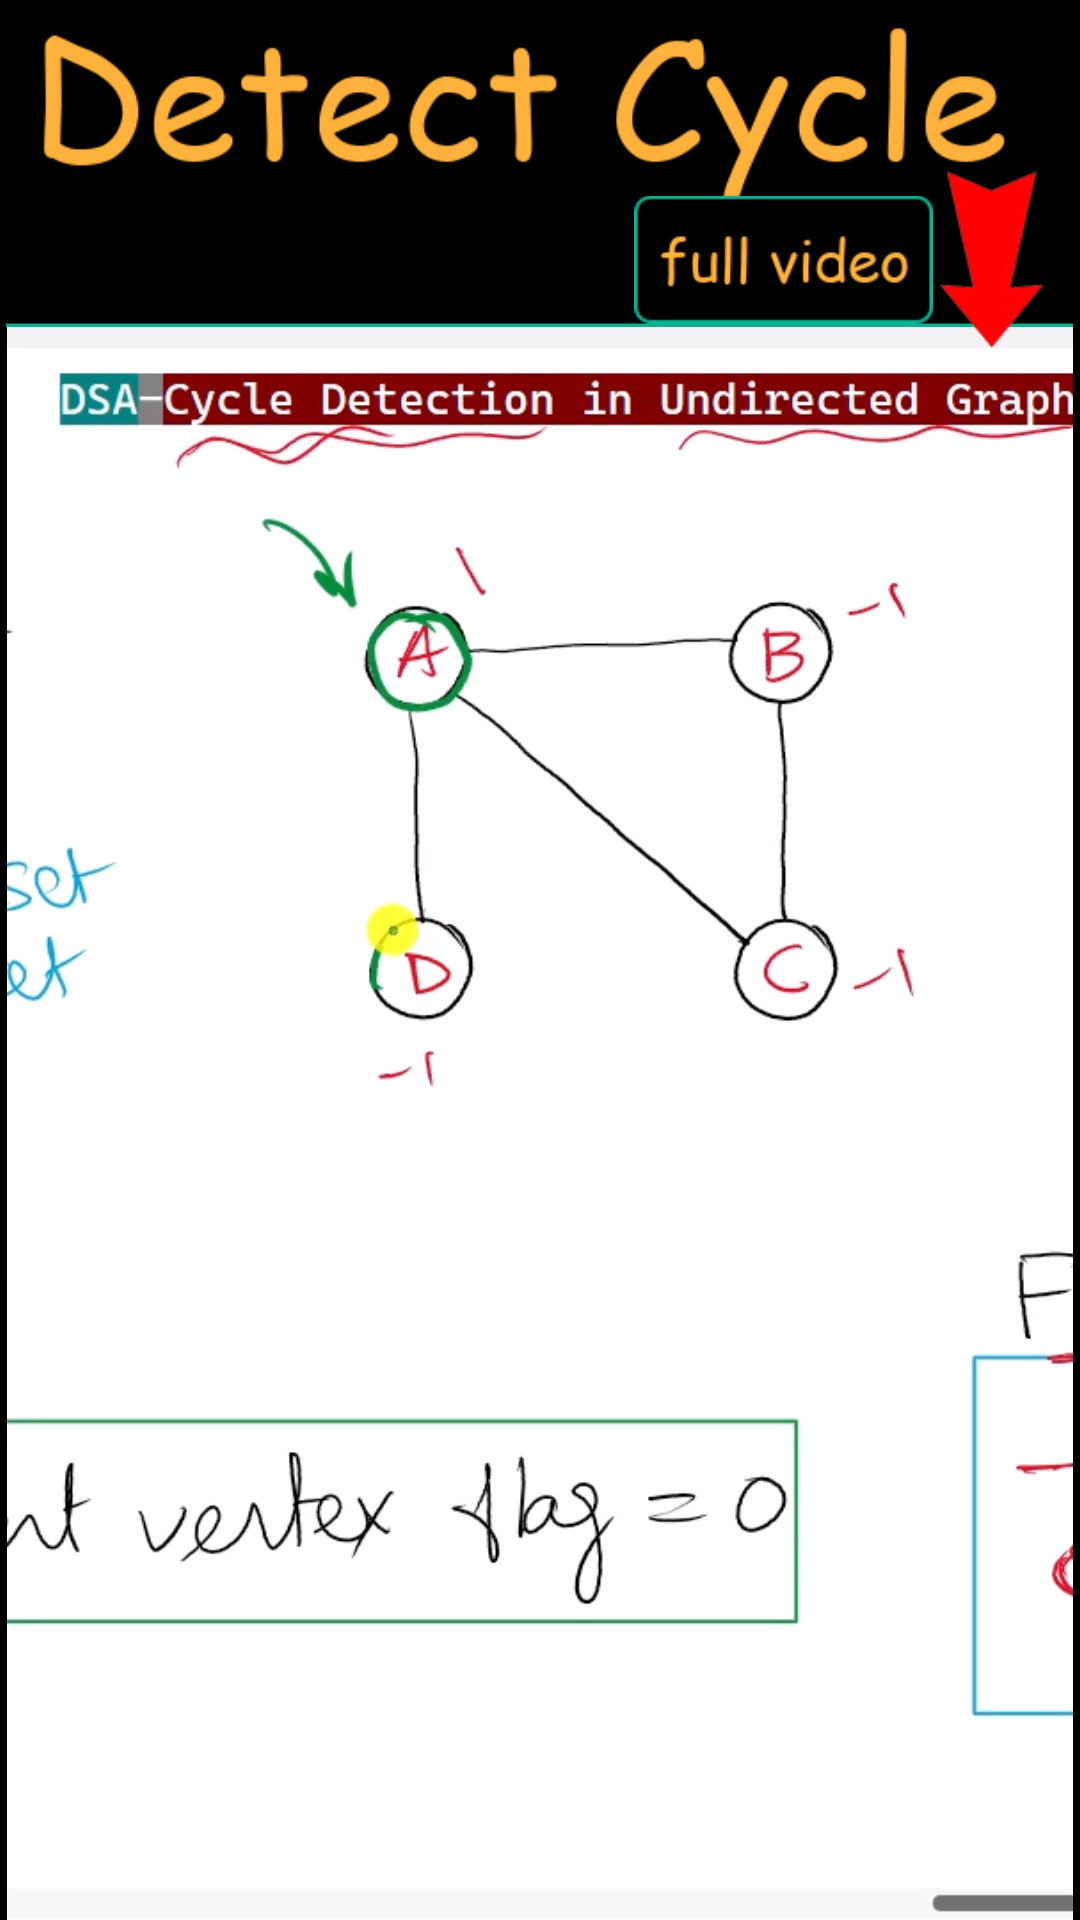 Detect Cycle
full video
DSA-Cycle Detection in Undirected Graph
1
A
B
-1
set
et
D
C
-1
-1
F
nt vertex flag = 0